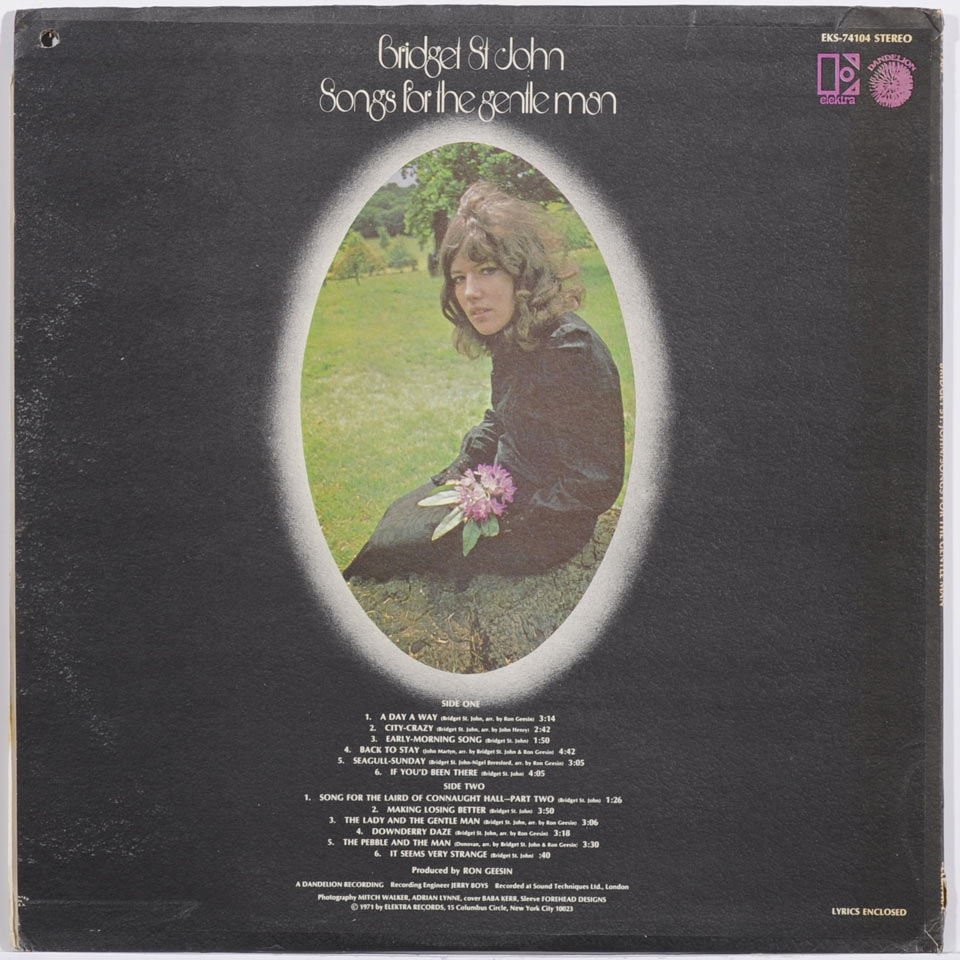 EKS-74104 STEREO
elektra
DANDELION
Bridget St John
Songs for the gentle man
SIDE ONE
1. A DAY A WAY (Bridget St. John, arr. by Ron Geesin) 3:14
2. CITY-CRAZY (Bridget St. John, arr. by John Henry) 2:42
3. EARLY-MORNING SONG (Bridget St. John) 1:50
4. BACK TO STAY (John Martyn, arr. by Bridget St. John & Ron Geesin) 4:42
5. SEAGULL-SUNDAY (Bridget St. John-Nigel Beresford, arr. by Ron Geesin) 3:05
6. IF YOU'D BEEN THERE (Bridget St. John) 4:05
SIDE TWO
1. SONG FOR THE LAIRD OF CONNAUGHT HALL—PART TWO (Bridget St. John) 1:26
2. MAKING LOSING BETTER (Bridget St. John) 3:50
3. THE LADY AND THE GENTLE MAN (Bridget St. John, arr. by Ron Geesin) 3:06
4. DOWNDERRY DAZE (Bridget St. John, arr. by Ron Geesin) 3:18
5. THE PEBBLE AND THE MAN (Donovan, arr. by Bridget St. John & Ron Geesin) 3:30
6. IT SEEMS VERY STRANGE (Bridget St. John) :40
Produced by RON GEESIN
A DANDELION RECORDING Recording Engineer JERRY BOYS Recorded at Sound Techniques Ltd., London
Photography MITCH WALKER, ADRIAN LYNNE, cover BABA KERR, Sleeve FOREHEAD DESIGNS
© 1971 by ELEKTRA RECORDS, 15 Columbus Circle, New York City 10023
LYRICS ENCLOSED
BRIDGET ST. JOHN/SONGS FOR THE GENTLE MAN